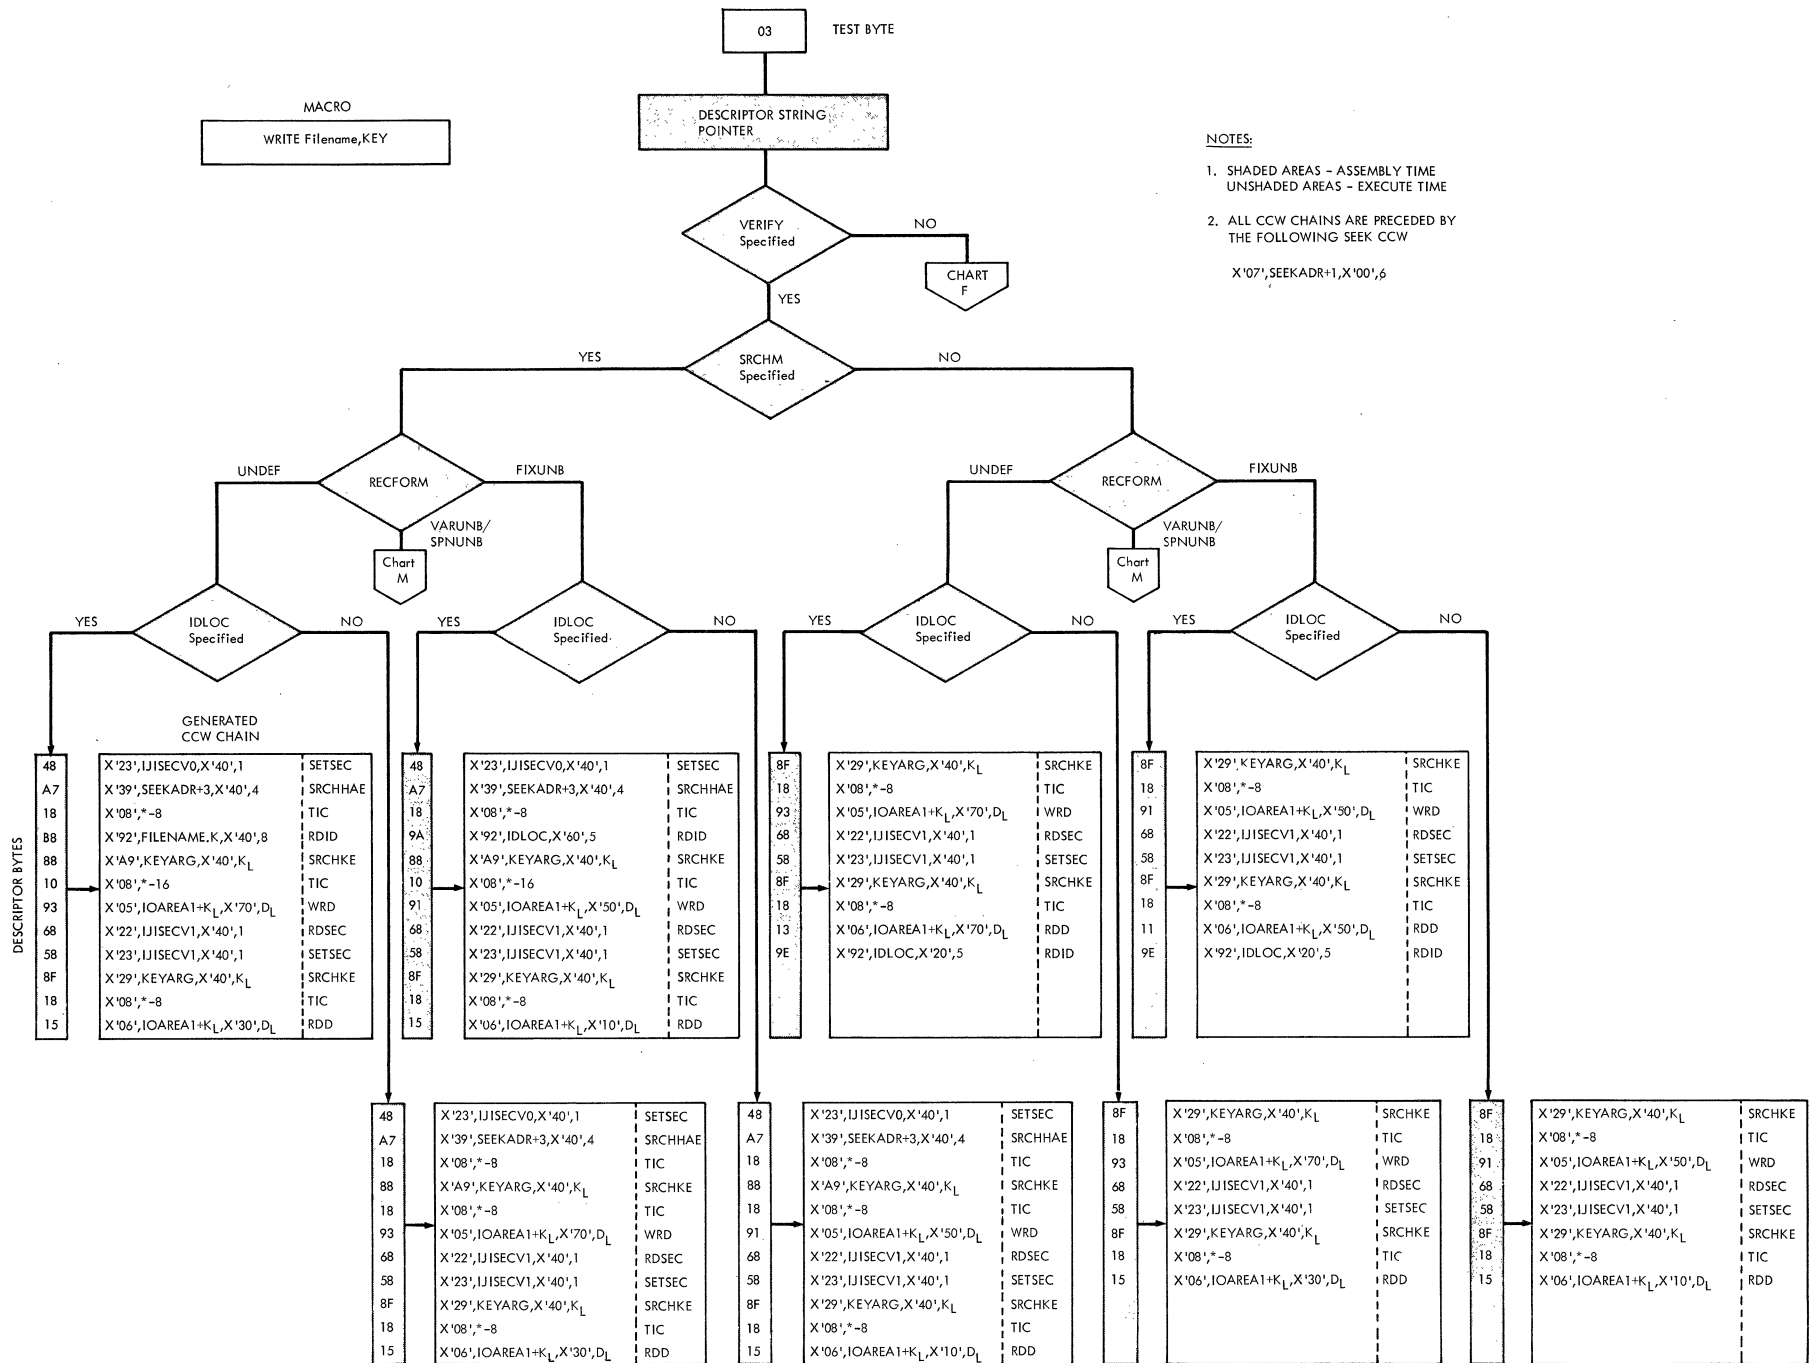 03
TEST BYTE
MACRO
WRITE Filename,KEY
DESCRIPTOR STRING
POINTER
NOTES:
1. SHADED AREAS - ASSEMBLY TIME
UNSHADED AREAS - EXECUTE TIME
2. ALL CCW CHAINS ARE PRECEDED BY
THE FOLLOWING SEEK CCW
X'07',SEEKADR+1,X'00',6
VERIFY
Specified
NO
CHART
F
YES
SRCHM
Specified
YES
NO
RECFORM
UNDEF
FIXUNB
VARUNB/
SPNUNB
Chart
M
RECFORM
UNDEF
FIXUNB
VARUNB/
SPNUNB
Chart
M
YES
IDLOC
Specified
NO
YES
IDLOC
Specified
NO
YES
IDLOC
Specified
NO
YES
IDLOC
Specified
NO
GENERATED
CCW CHAIN
DESCRIPTOR BYTES
48 X'23',IJISECV0,X'40',1 SETSEC
A7 X'39',SEEKADR+3,X'40',4 SRCHHAE
18 X'08',*-8 TIC
B8 X'92',FILENAME.K,X'40',8 RDID
88 X'A9',KEYARG,X'40',KL SRCHKE
10 X'08',*-16 TIC
93 X'05',IOAREA1+KL,X'70',DL WRD
68 X'22',IJISECV1,X'40',1 RDSEC
58 X'23',IJISECV1,X'40',1 SETSEC
8F X'29',KEYARG,X'40',KL SRCHKE
18 X'08',*-8 TIC
15 X'06',IOAREA1+KL,X'30',DL RDD
48 X'23',IJISECV0,X'40',1 SETSEC
A7 X'39',SEEKADR+3,X'40',4 SRCHHAE
18 X'08',*-8 TIC
9A X'92',IDLOC,X'60',5 RDID
88 X'A9',KEYARG,X'40',KL SRCHKE
10 X'08',*-16 TIC
91 X'05',IOAREA1+KL,X'50',DL WRD
68 X'22',IJISECV1,X'40',1 RDSEC
58 X'23',IJISECV1,X'40',1 SETSEC
8F X'29',KEYARG,X'40',KL SRCHKE
18 X'08',*-8 TIC
15 X'06',IOAREA1+KL,X'10',DL RDD
8F X'29',KEYARG,X'40',KL SRCHKE
18 X'08',*-8 TIC
93 X'05',IOAREA1+KL,X'70',DL WRD
68 X'22',IJISECV1,X'40',1 RDSEC
58 X'23',IJISECV1,X'40',1 SETSEC
8F X'29',KEYARG,X'40',KL SRCHKE
18 X'08',*-8 TIC
13 X'06',IOAREA1+KL,X'70',DL RDD
9E X'92',IDLOC,X'20',5 RDID
8F X'29',KEYARG,X'40',KL SRCHKE
18 X'08',*-8 TIC
91 X'05',IOAREA1+KL,X'50',DL WRD
68 X'22',IJISECV1,X'40',1 RDSEC
58 X'23',IJISECV1,X'40',1 SETSEC
8F X'29',KEYARG,X'40',KL SRCHKE
18 X'08',*-8 TIC
11 X'06',IOAREA1+KL,X'50',DL RDD
9E X'92',IDLOC,X'20',5 RDID
48 X'23',IJISECV0,X'40',1 SETSEC
A7 X'39',SEEKADR+3,X'40',4 SRCHHAE
18 X'08',*-8 TIC
88 X'A9',KEYARG,X'40',KL SRCHKE
18 X'08',*-8 TIC
93 X'05',IOAREA1+KL,X'70',DL WRD
68 X'22',IJISECV1,X'40',1 RDSEC
58 X'23',IJISECV1,X'40',1 SETSEC
8F X'29',KEYARG,X'40',KL SRCHKE
18 X'08',*-8 TIC
15 X'06',IOAREA1+KL,X'30',DL RDD
48 X'23',IJISECV0,X'40',1 SETSEC
A7 X'39',SEEKADR+3,X'40',4 SRCHHAE
18 X'08',*-8 TIC
88 X'A9',KEYARG,X'40',KL SRCHKE
18 X'08',*-8 TIC
91 X'05',IOAREA1+KL,X'50',DL WRD
68 X'22',IJISECV1,X'40',1 RDSEC
58 X'23',IJISECV1,X'40',1 SETSEC
8F X'29',KEYARG,X'40',KL SRCHKE
18 X'08',*-8 TIC
15 X'06',IOAREA1+KL,X'10',DL RDD
8F X'29',KEYARG,X'40',KL SRCHKE
18 X'08',*-8 TIC
93 X'05',IOAREA1+KL,X'70',DL WRD
68 X'22',IJISECV1,X'40',1 RDSEC
58 X'23',IJISECV1,X'40',1 SETSEC
8F X'29',KEYARG,X'40',KL SRCHKE
18 X'08',*-8 TIC
15 X'06',IOAREA1+KL,X'30',DL RDD
8F X'29',KEYARG,X'40',KL SRCHKE
18 X'08',*-8 TIC
91 X'05',IOAREA1+KL,X'50',DL WRD
68 X'22',IJISECV1,X'40',1 RDSEC
58 X'23',IJISECV1,X'40',1 SETSEC
8F X'29',KEYARG,X'40',KL SRCHKE
18 X'08',*-8 TIC
15 X'06',IOAREA1+KL,X'10',DL RDD